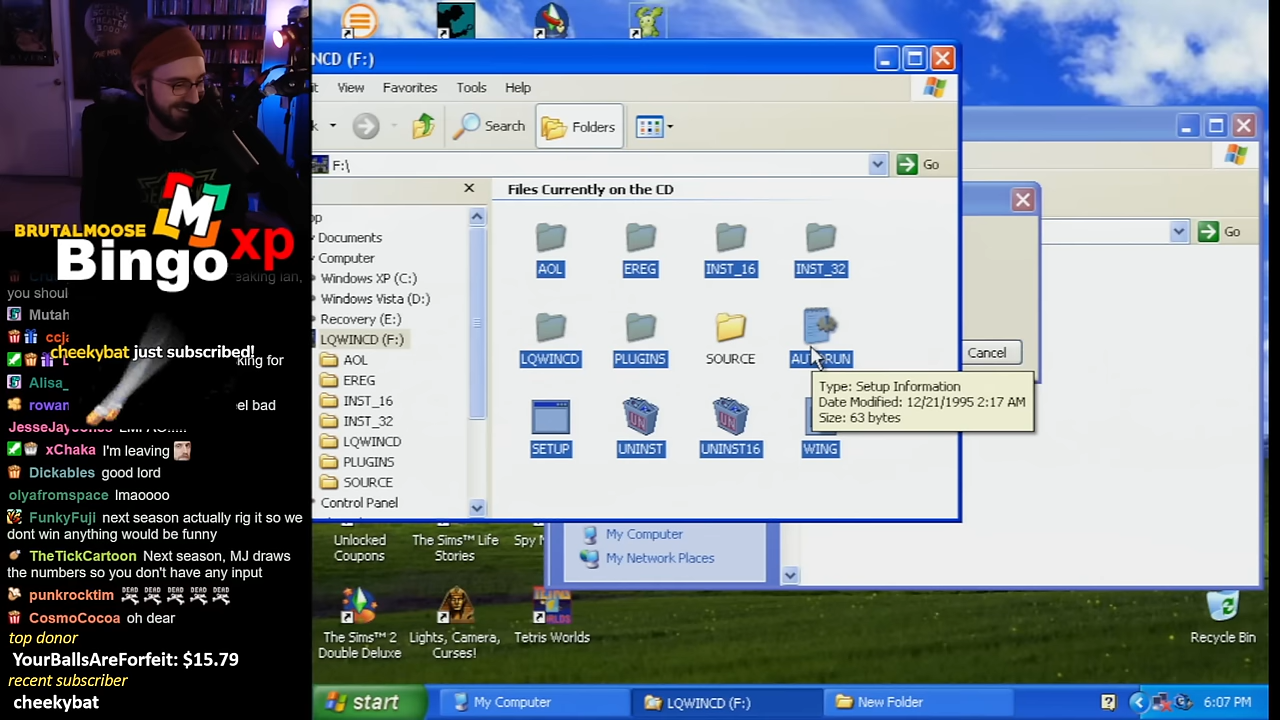 NCD (F:)
View Favorites Tools Help
Search Folders
F:\ Go
Files Currently on the CD
Documents
Computer
Windows XP (C:)
Windows Vista (D:)
Recovery (E:)
LQWINCD (F:)
AOL
EREG
INST_16
INST_32
LQWINCD
PLUGINS
SOURCE
Control Panel
AOL EREG INST_16 INST_32
LQWINCD PLUGINS SOURCE AUTORUN
SETUP UNINST UNINST16 WING
Type: Setup Information
Date Modified: 12/21/1995 2:17 AM
Size: 63 bytes
Go
Cancel
My Computer
My Network Places
Unlocked Coupons
The Sims™ Life Stories
Spy
The Sims™ 2 Double Deluxe
Lights, Camera, Curses!
Tetris Worlds
Recycle Bin
start My Computer LQWINCD (F:) New Folder 6:07 PM
BRUTALMOOSE M
Bingo xp
you shoul
Mutah
cheekybat just subscribed!
Alisa_
rowan eel bad
xChaka I'm leaving
Dickables good lord
olyafromspace lmaoooo
FunkyFuji next season actually rig it so we
dont win anything would be funny
TheTickCartoon Next season, MJ draws
the numbers so you don't have any input
punkrocktim DEAD DEAD DEAD DEAD DEAD
CosmoCocoa oh dear
top donor
YourBallsAreForfeit: $15.79
recent subscriber
cheekybat